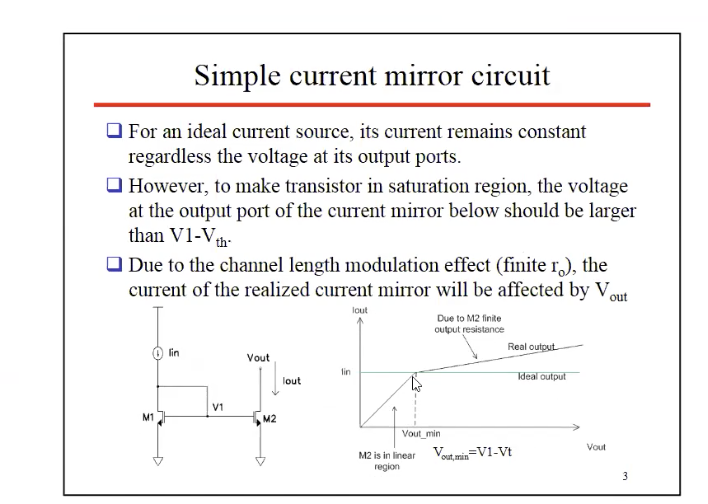 Simple current mirror circuit
For an ideal current source, its current remains constant
regardless the voltage at its output ports.
However, to make transistor in saturation region, the voltage
at the output port of the current mirror below should be larger
than V1-Vth.
Due to the channel length modulation effect (finite ro), the
current of the realized current mirror will be affected by Vout
Iin
Vout
Iout
V1
M1
M2
Iout
Due to M2 finite
output resistance
Real output
Iin
Ideal output
Vout_min
Vout
M2 is in linear
region
Vout,min=V1-Vt
3